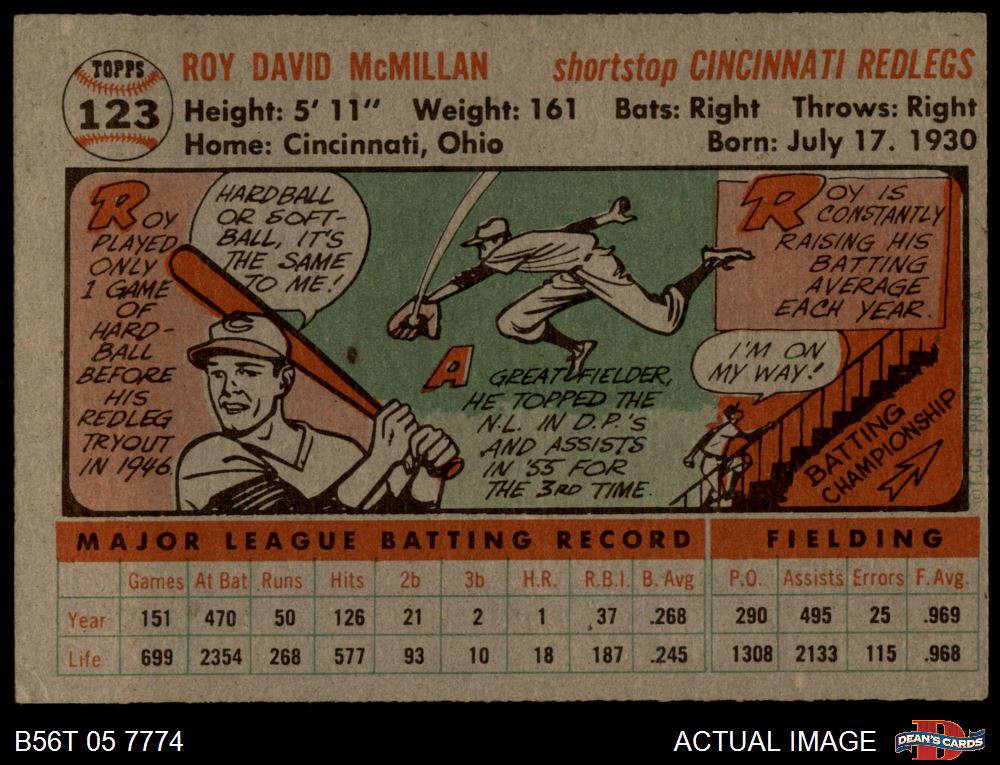 TOPPS
123
ROY DAVID McMILLAN shortstop CINCINNATI REDLEGS
Height: 5' 11" Weight: 161 Bats: Right Throws: Right
Home: Cincinnati, Ohio Born: July 17. 1930
ROY
PLAYED
ONLY
1 GAME
OF
HARD-
BALL
BEFORE
HIS
REDLEG
TRYOUT
IN 1946.
HARDBALL
OR SOFT-
BALL, IT'S
THE SAME
TO ME!
C
A
GREAT FIELDER,
HE TOPPED THE
N.L. IN D.P.'S
AND ASSISTS
IN '55 FOR
THE 3RD TIME.
ROY IS
CONSTANTLY
RAISING HIS
BATTING
AVERAGE
EACH YEAR.
I'M ON
MY WAY!
BATTING
CHAMPIONSHIP
©T.C.G. PRINTED IN U.S.A.
MAJOR LEAGUE BATTING RECORD FIELDING
Games At Bat Runs Hits 2b 3b H.R. R.B.I. B. Avg P.O. Assists Errors F. Avg.
Year 151 470 50 126 21 2 1 37 .268 290 495 25 .969
Life 699 2354 268 577 93 10 18 187 .245 1308 2133 115 .968
B56T 05 7774 ACTUAL IMAGE DEAN'S CARDS